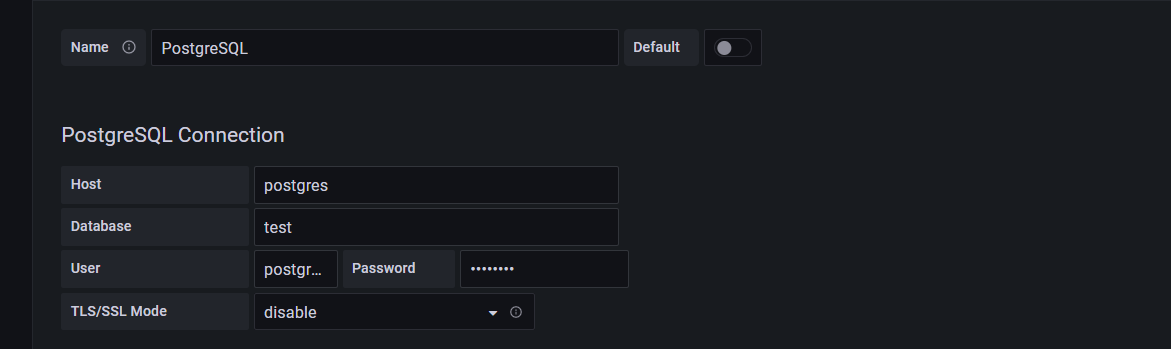 Name PostgreSQL Default
PostgreSQL Connection
Host postgres
Database test
User postgr... Password ••••••••
TLS/SSL Mode disable